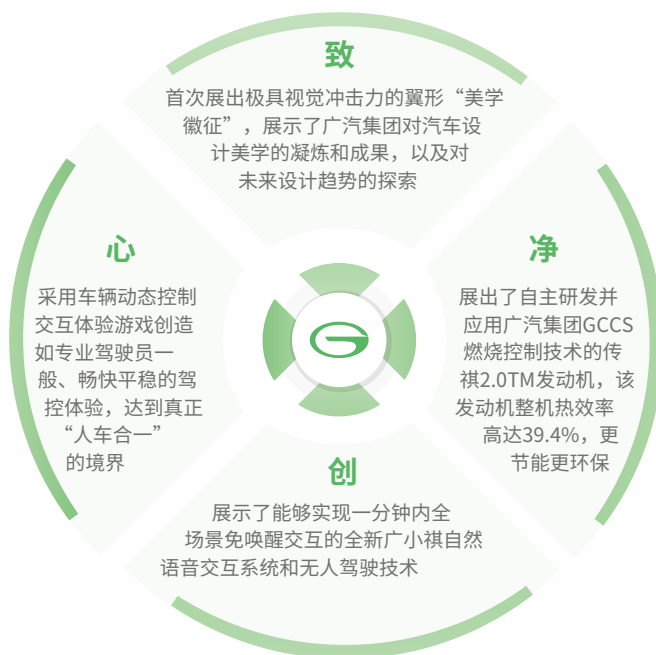 致
首次展出极具视觉冲击力的翼形“美学
徽征”，展示了广汽集团对汽车设
计美学的凝炼和成果，以及对
未来设计趋势的探索
心
采用车辆动态控制
交互体验游戏创造
如专业驾驶员一
般、畅快平稳的驾
控体验，达到真正
“人车合一”
的境界
净
展出了自主研发并
应用广汽集团GCCS
燃烧控制技术的传
祺2.0TM发动机，该
发动机整机热效率
高达39.4%，更
节能更环保
创
展示了能够实现一分钟内全
场景免唤醒交互的全新广小祺自然
语音交互系统和无人驾驶技术